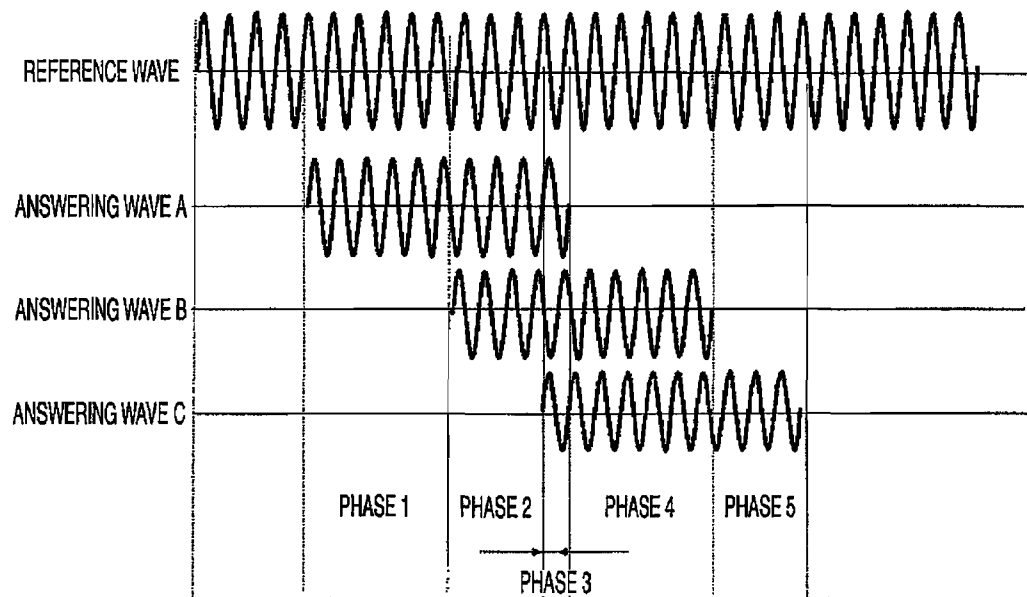 REFERENCE WAVE
ANSWERING WAVE A
ANSWERING WAVE B
ANSWERING WAVE C
PHASE 1
PHASE 2
PHASE 4
PHASE 5
PHASE 3